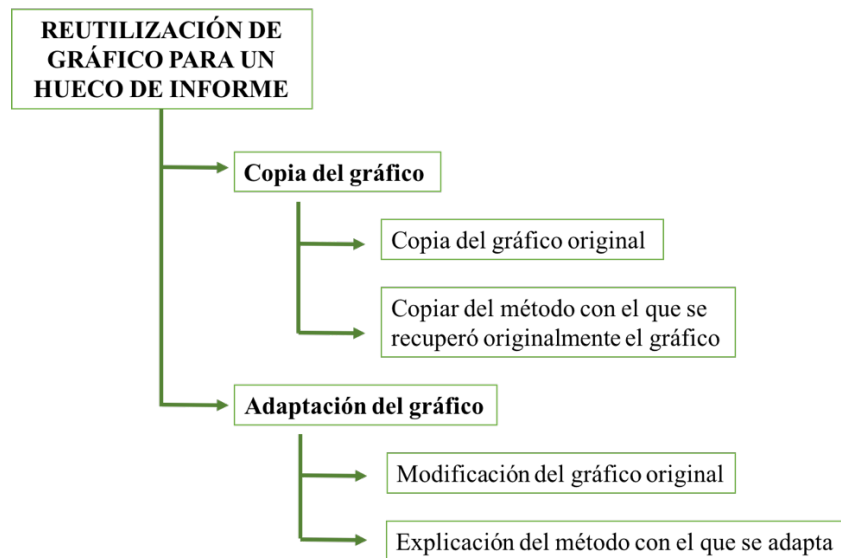 REUTILIZACIÓN DE
GRÁFICO PARA UN
HUECO DE INFORME
Copia del gráfico
Copia del gráfico original
Copiar del método con el que se
recuperó originalmente el gráfico
Adaptación del gráfico
Modificación del gráfico original
Explicación del método con el que se adapta